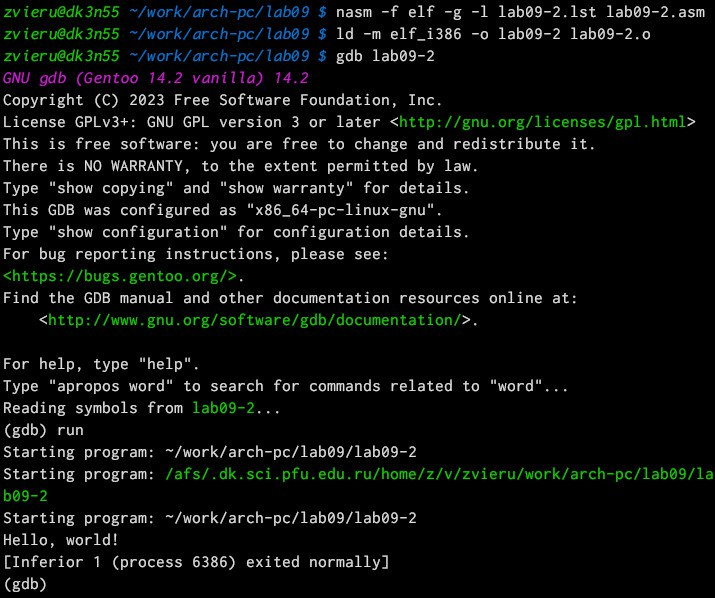 zvieru@dk3n55 ~/work/arch-pc/lab09 $ nasm -f elf -g -l lab09-2.lst lab09-2.asm
zvieru@dk3n55 ~/work/arch-pc/lab09 $ ld -m elf_i386 -o lab09-2 lab09-2.o
zvieru@dk3n55 ~/work/arch-pc/lab09 $ gdb lab09-2
GNU gdb (Gentoo 14.2 vanilla) 14.2
Copyright (C) 2023 Free Software Foundation, Inc.
License GPLv3+: GNU GPL version 3 or later <http://gnu.org/licenses/gpl.html>
This is free software: you are free to change and redistribute it.
There is NO WARRANTY, to the extent permitted by law.
Type "show copying" and "show warranty" for details.
This GDB was configured as "x86_64-pc-linux-gnu".
Type "show configuration" for configuration details.
For bug reporting instructions, please see:
<https://bugs.gentoo.org/>.
Find the GDB manual and other documentation resources online at:
    <http://www.gnu.org/software/gdb/documentation/>.

For help, type "help".
Type "apropos word" to search for commands related to "word"...
Reading symbols from lab09-2...
(gdb) run
Starting program: ~/work/arch-pc/lab09/lab09-2
Starting program: /afs/.dk.sci.pfu.edu.ru/home/z/v/zvieru/work/arch-pc/lab09/la
b09-2
Starting program: ~/work/arch-pc/lab09/lab09-2
Hello, world!
[Inferior 1 (process 6386) exited normally]
(gdb)